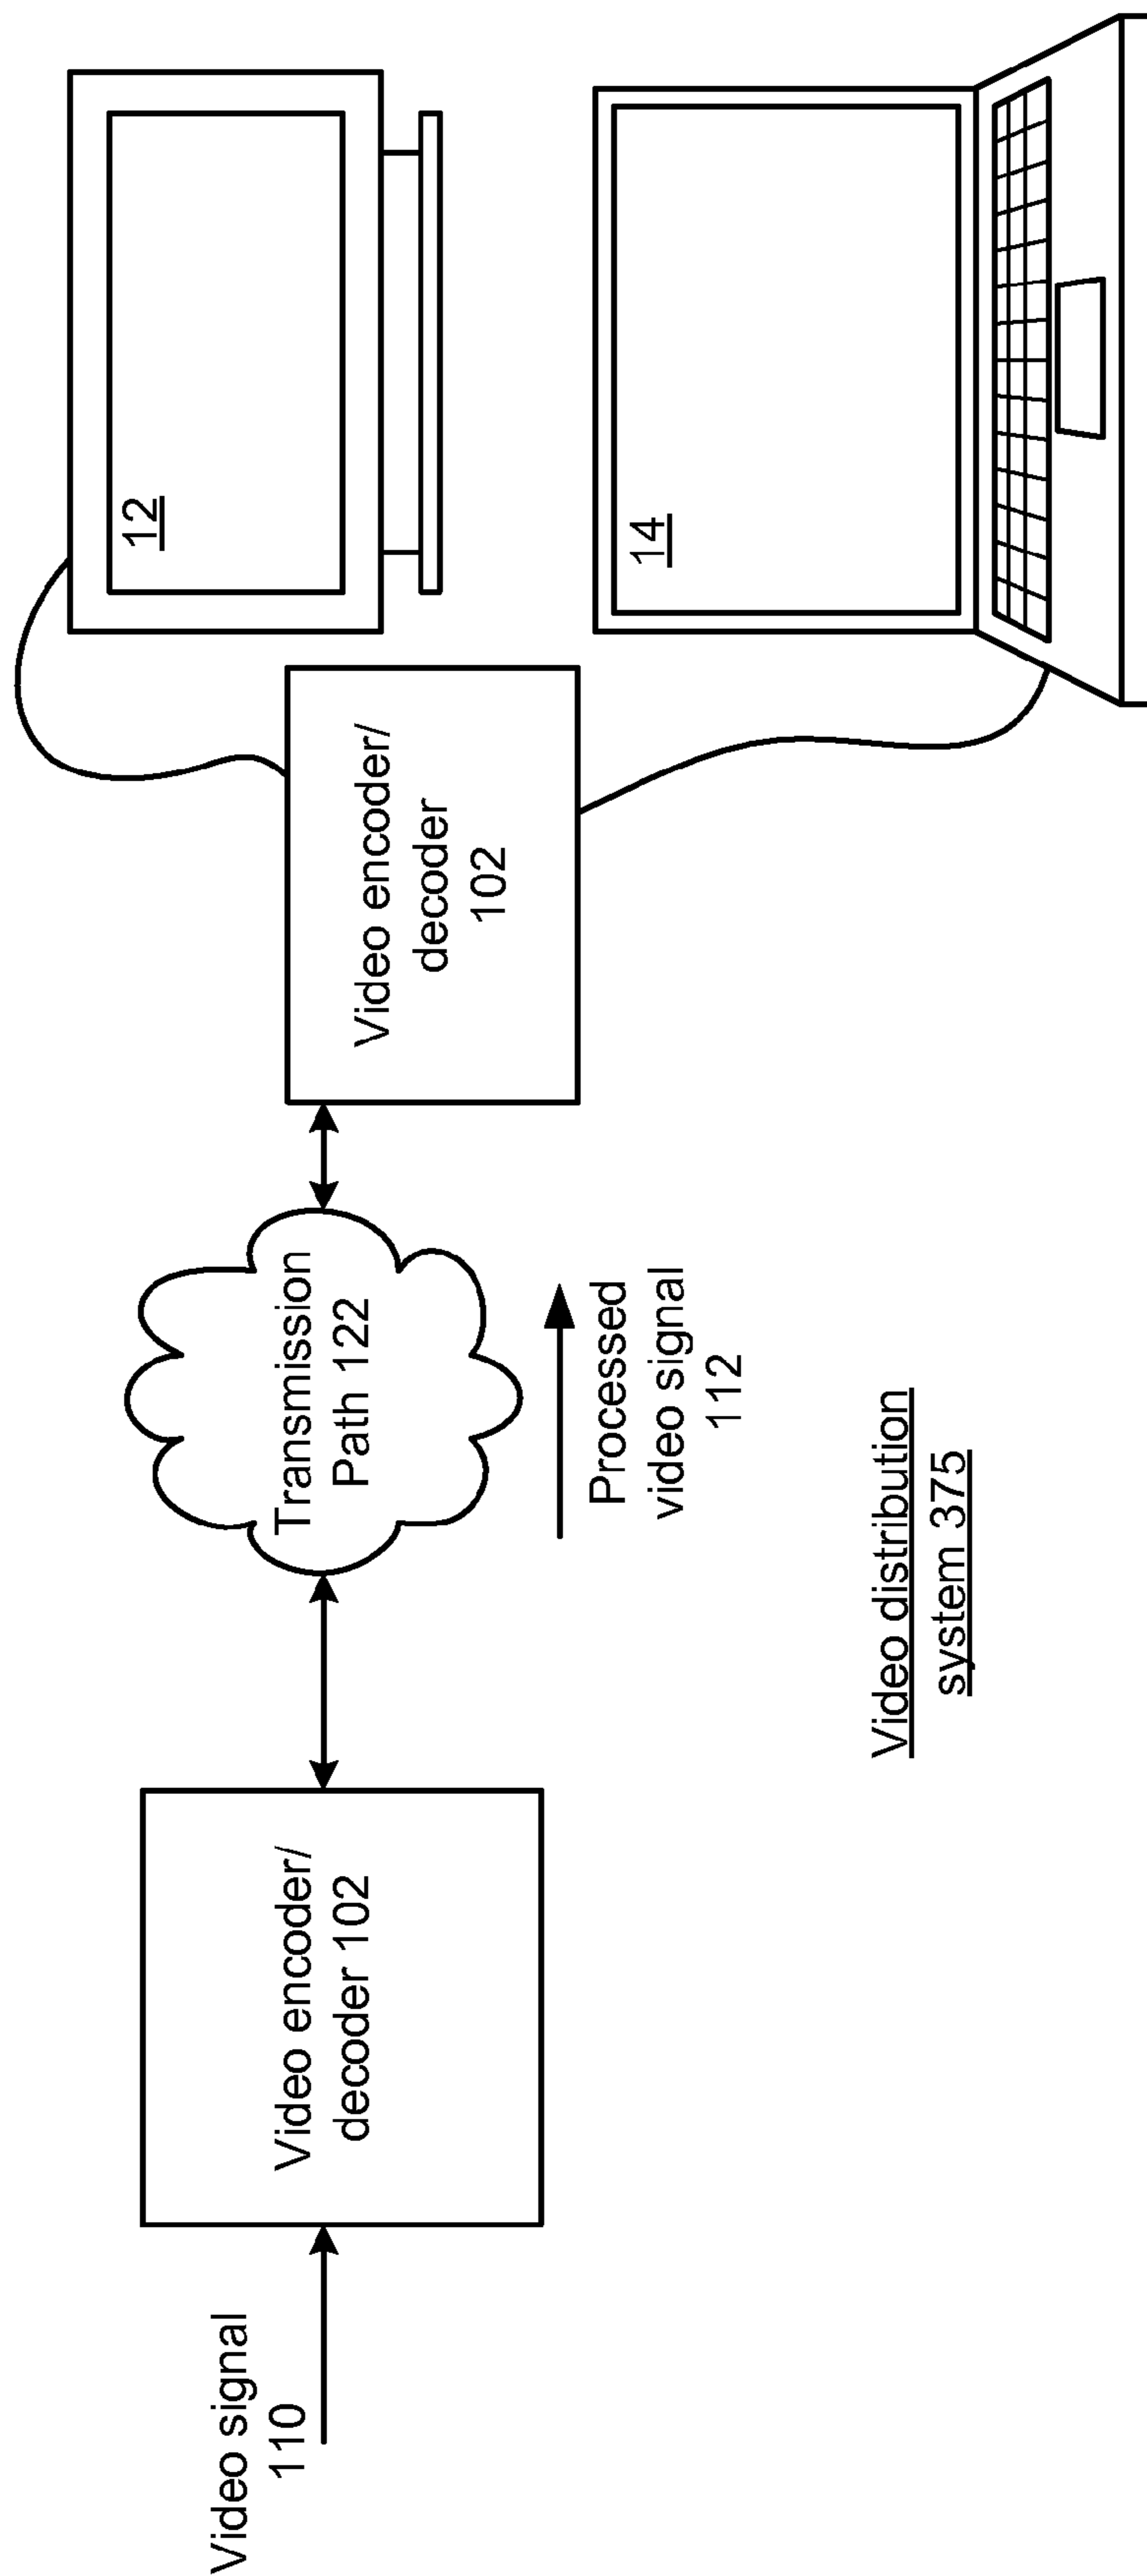 Video signal
110
Video encoder/
decoder 102
Transmission
Path 122
Processed
video signal
112
Video encoder/
decoder
102
12
14
Video distribution
system 375